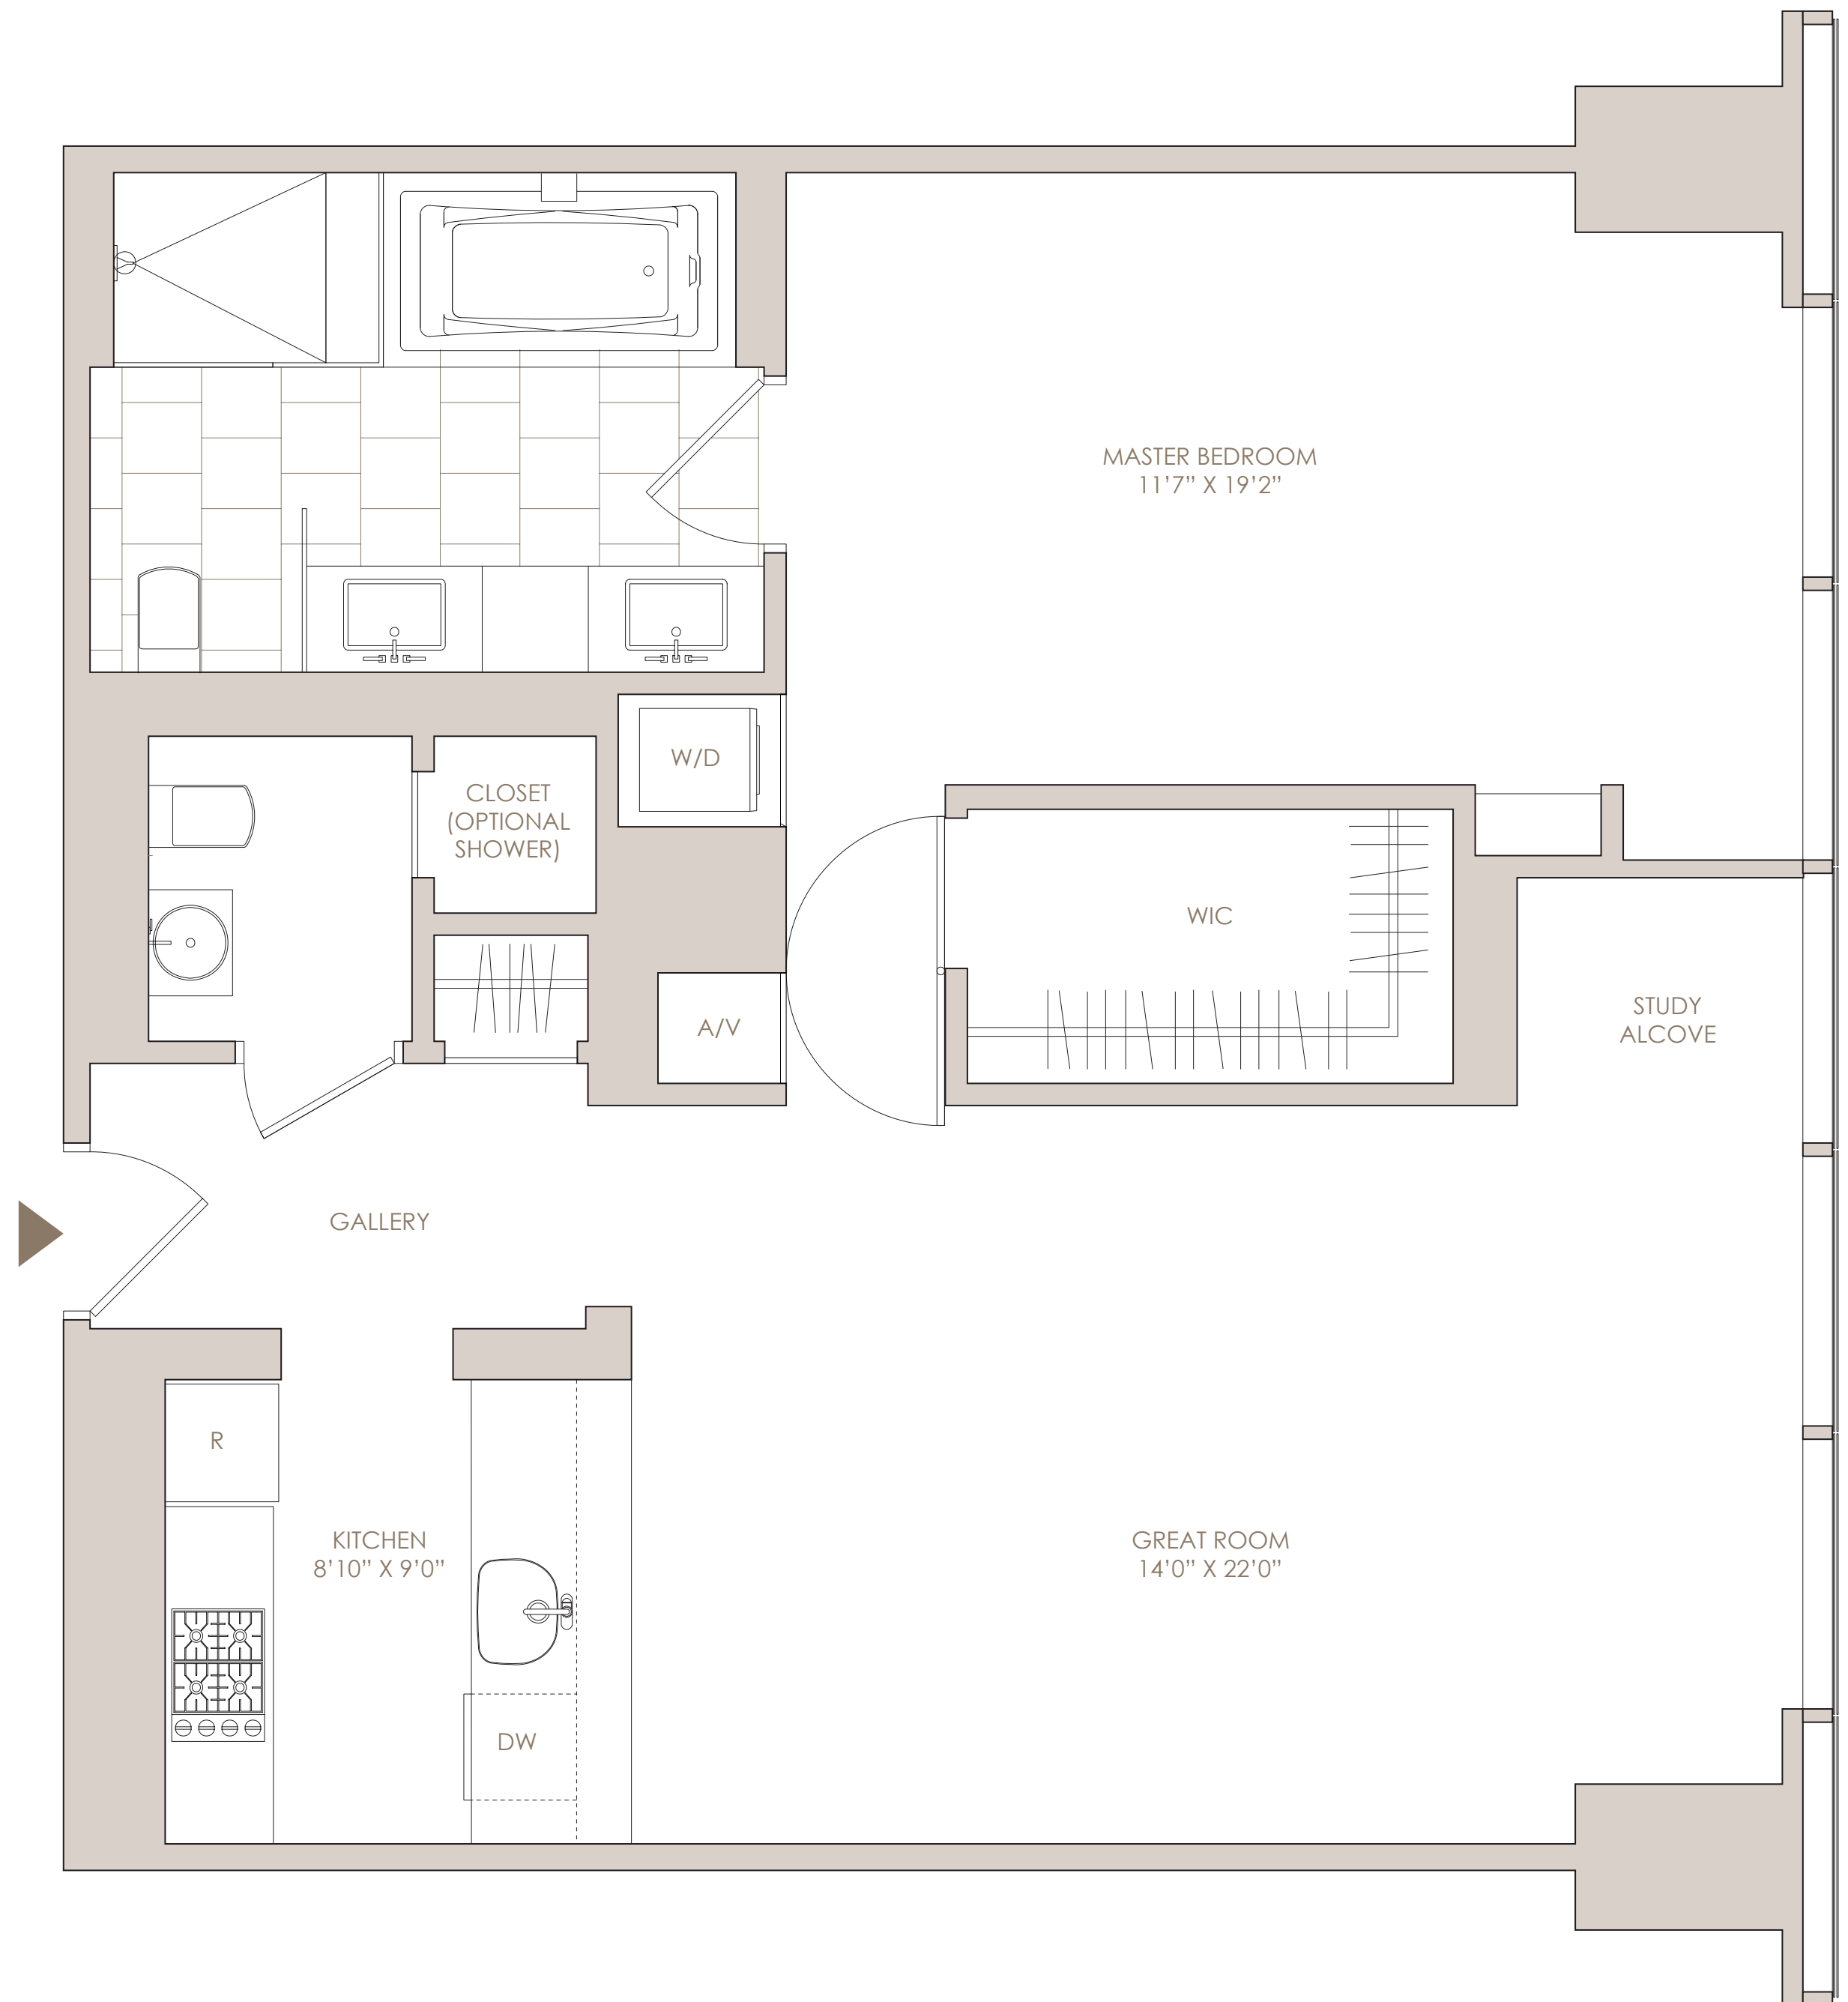 MASTER BEDROOM
11’7” X 19’2”
W/D
CLOSET
(OPTIONAL
SHOWER)
WIC
STUDY
ALCOVE
A/V
GALLERY
R
KITCHEN
8’10” X 9’0”
GREAT ROOM
14’0” X 22’0”
DW